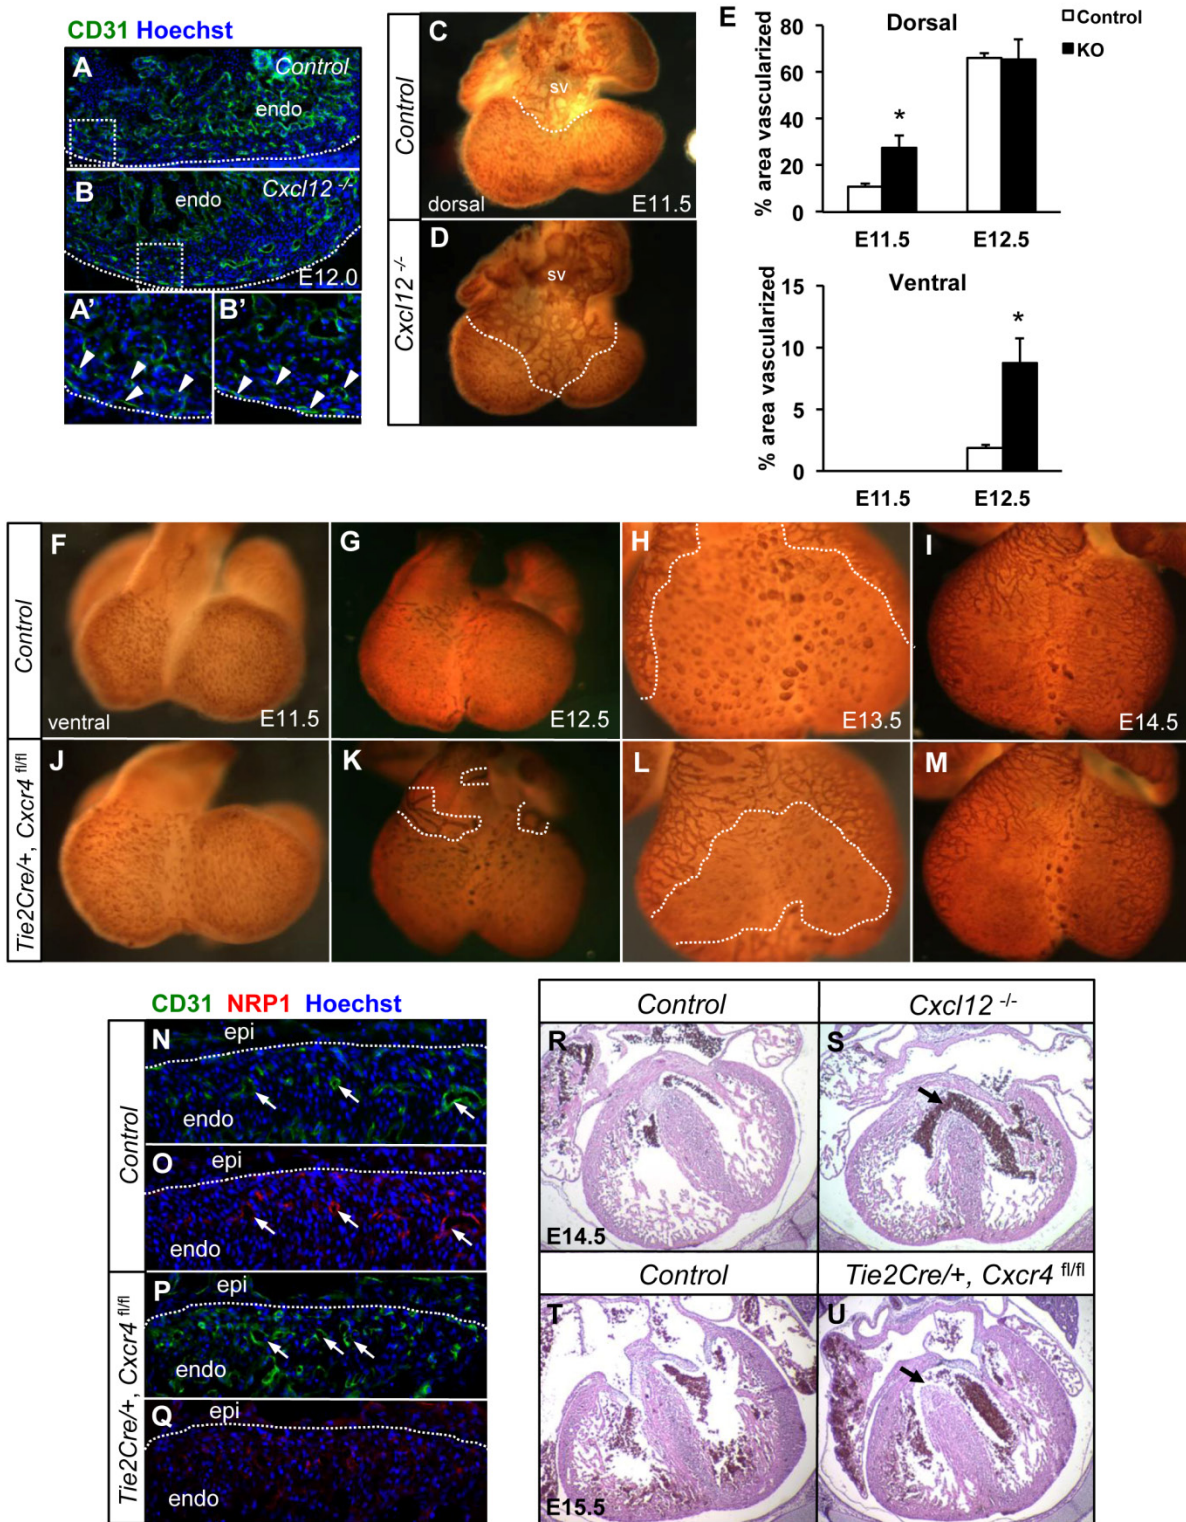 CD31 Hoechst
A
Control
endo
B
Cxcl12 -/-
endo
E12.0
A’
B’
Control
Cxcl12 -/-
C
sv
dorsal
E11.5
D
sv
E
Dorsal
Control
KO
% area vascularized
80
60
40
20
0
*
E11.5
E12.5
Ventral
% area vascularized
15
10
5
0
*
E11.5
E12.5
Control
F
ventral
E11.5
G
E12.5
H
E13.5
I
E14.5
Tie2Cre/+, Cxcr4 fl/fl
J
K
L
M
CD31 NRP1 Hoechst
Control
N
epi
endo
O
epi
endo
Tie2Cre/+, Cxcr4 fl/fl
P
epi
endo
Q
epi
endo
Control
Cxcl12 -/-
R
E14.5
S
Control
Tie2Cre/+, Cxcr4 fl/fl
T
E15.5
U